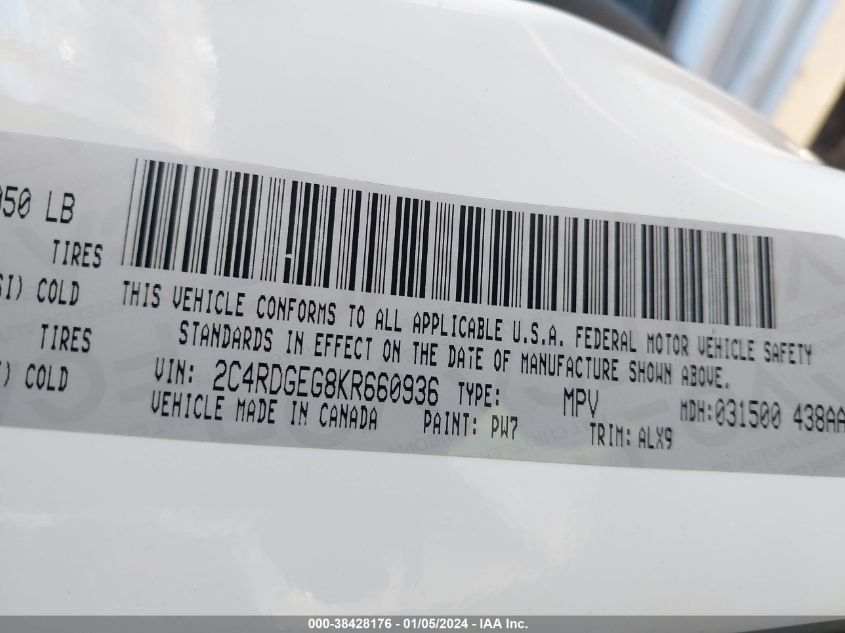 050 LB
TIRES
SI) COLD
TIRES
) COLD
THIS VEHICLE CONFORMS TO ALL APPLICABLE U.S.A. FEDERAL MOTOR VEHICLE SAFETY
STANDARDS IN EFFECT ON THE DATE OF MANUFACTURE SHOWN ABOVE.
VIN: 2C4RDGEG8KR660936 TYPE: MPV MDH:031500 438AA
VEHICLE MADE IN CANADA PAINT: PW7 TRIM: ALX9
000-38428176 - 01/05/2024 - IAA Inc.